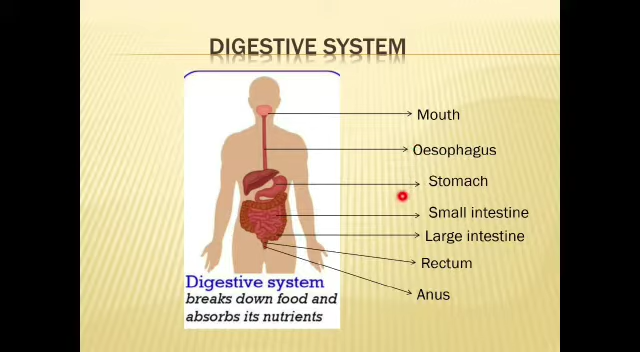 DIGESTIVE SYSTEM
Mouth
Oesophagus
Stomach
Small intestine
Large intestine
Rectum
Anus
Digestive system
breaks down food and
absorbs its nutrients